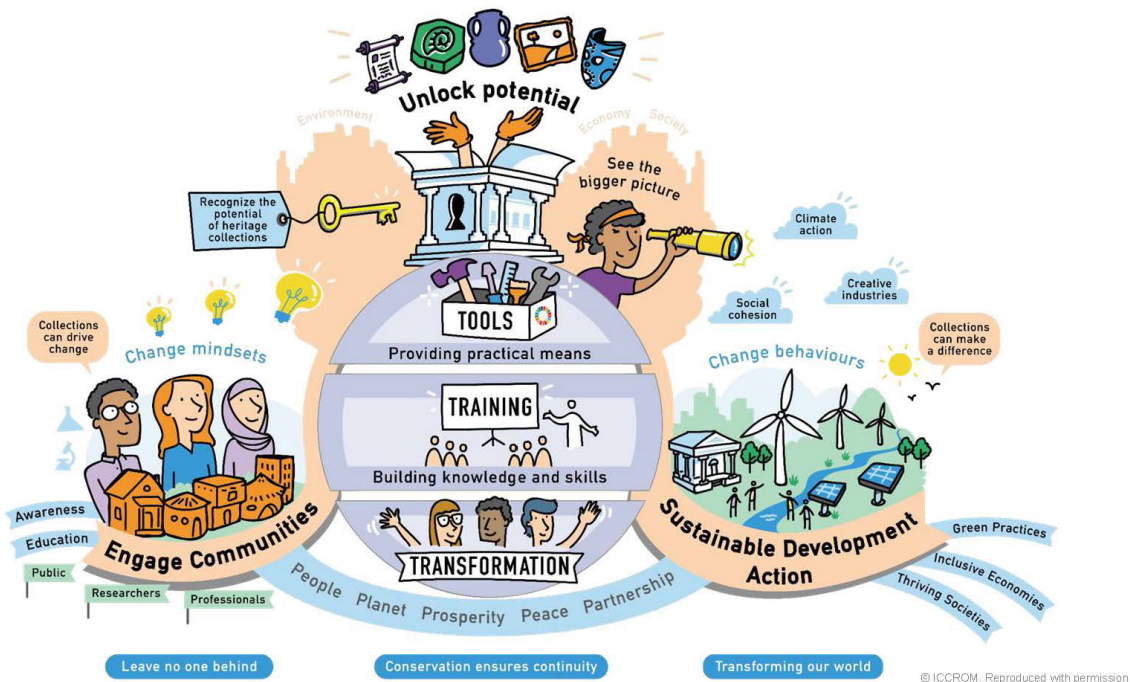 Unlock potential
Environment
Economy Society
See the
bigger picture
Recognize the
potential
of heritage
collections
Climate
action
Creative
industries
Social
cohesion
TOOLS
Providing practical means
Collections
can drive
change
Change mindsets
Collections
can make
a difference
Change behaviours
TRAINING
Building knowledge and skills
Awareness
Education
Public
Researchers
Professionals
Engage Communities
TRANSFORMATION
Sustainable Development
Action
Green Practices
Inclusive Economies
Thriving Societies
People Planet Prosperity Peace Partnership
Leave no one behind
Conservation ensures continuity
Transforming our world
© ICCROM. Reproduced with permission